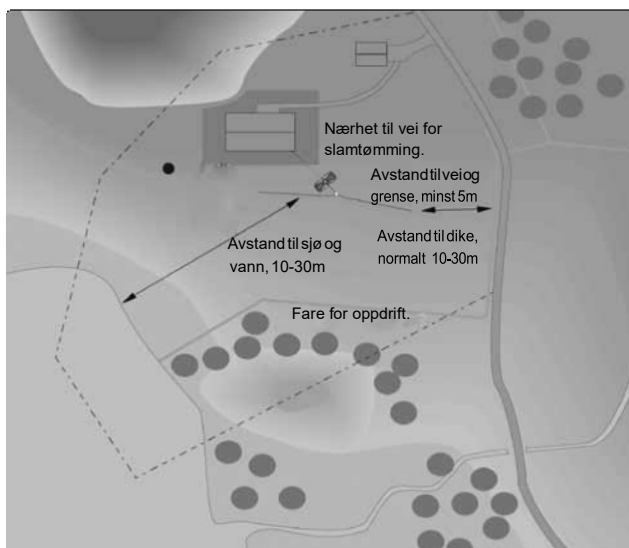 Nærhet til vei for
slamtømming.
Avstand til vei og
grense, minst 5m
Avstand til sjø og
vann, 10-30m
Avstand til dike,
normalt 10-30m
Fare for oppdrift.